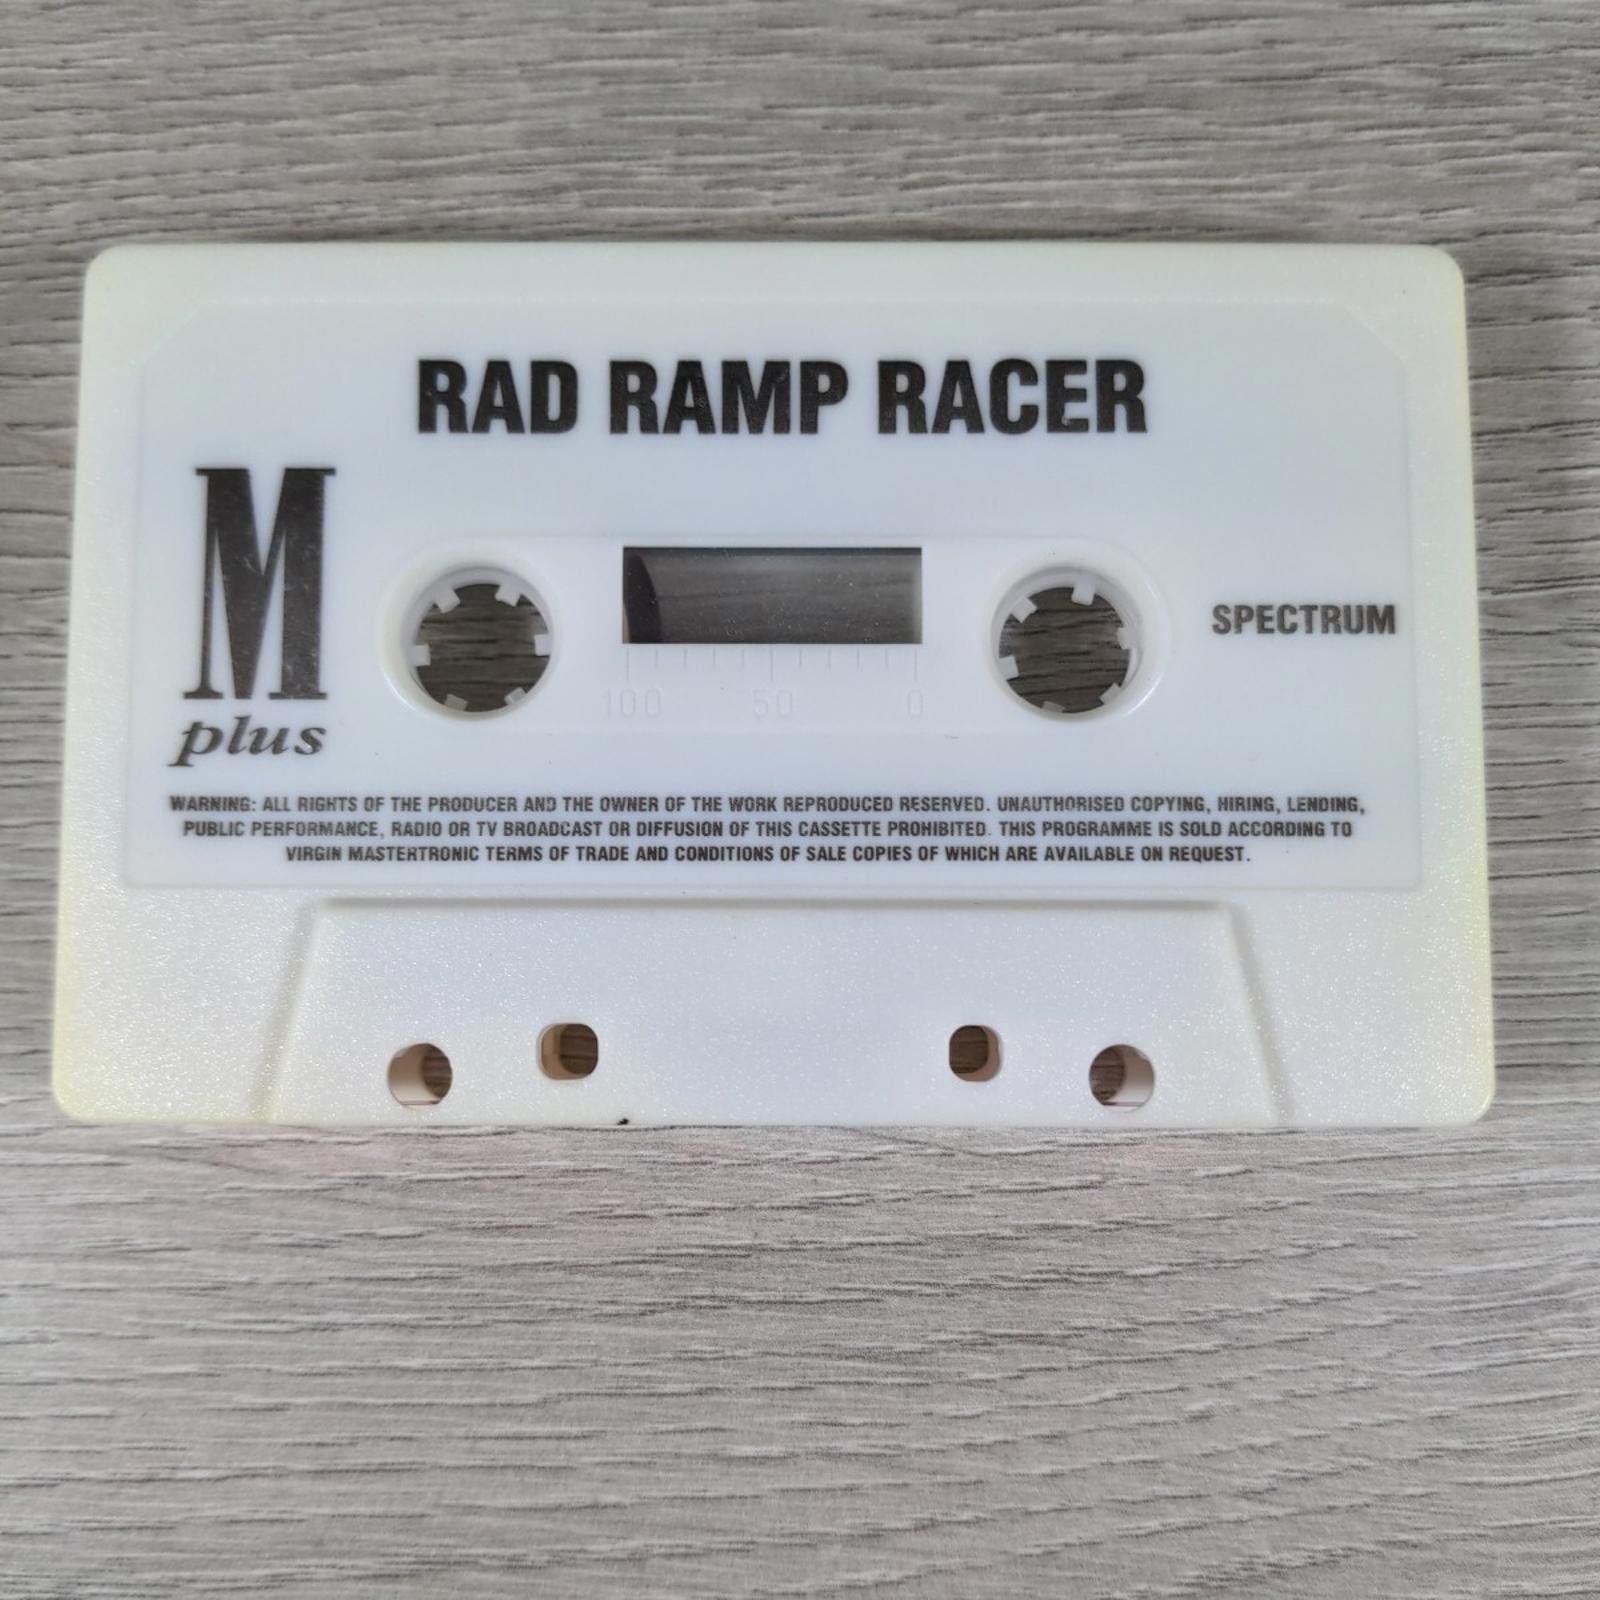 RAD RAMP RACER
M
plus
100 50 0
SPECTRUM
WARNING: ALL RIGHTS OF THE PRODUCER AND THE OWNER OF THE WORK REPRODUCED RESERVED. UNAUTHORISED COPYING, HIRING, LENDING,
PUBLIC PERFORMANCE, RADIO OR TV BROADCAST OR DIFFUSION OF THIS CASSETTE PROHIBITED. THIS PROGRAMME IS SOLD ACCORDING TO
VIRGIN MASTERTRONIC TERMS OF TRADE AND CONDITIONS OF SALE COPIES OF WHICH ARE AVAILABLE ON REQUEST.